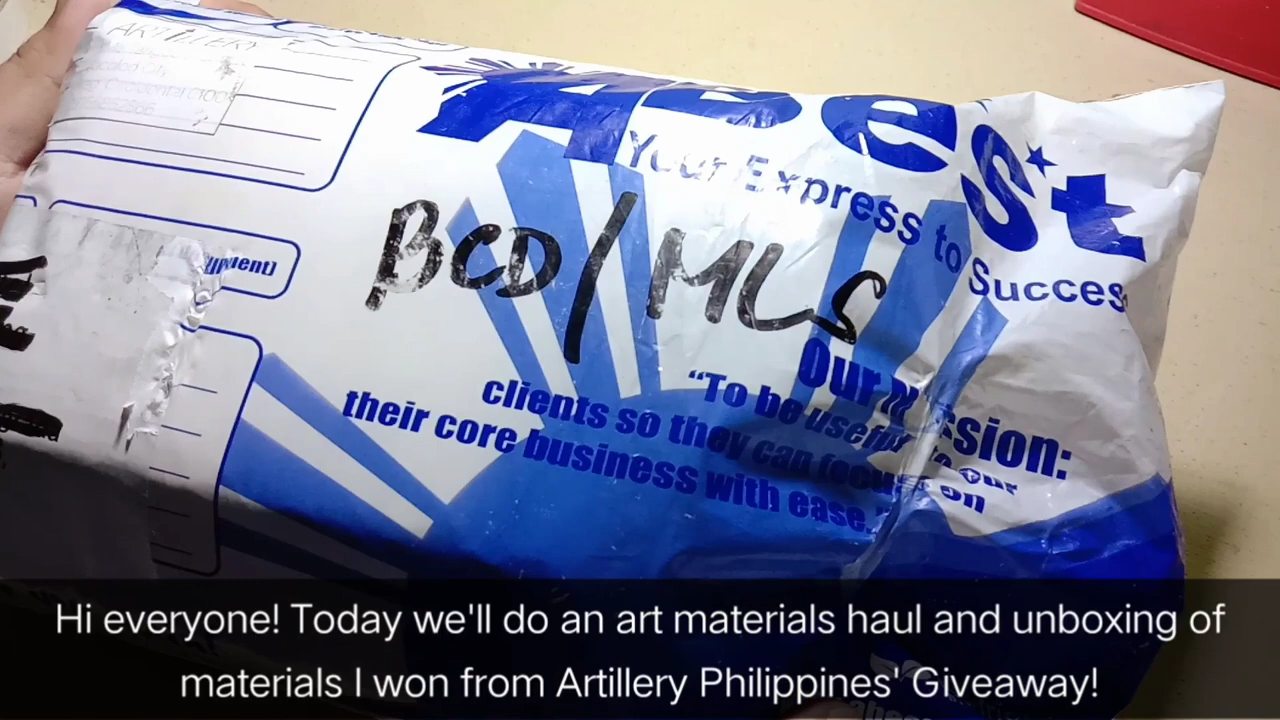 ARTILLERY
ABest
Your Express to Success
BCD/MLS
Our Mission:
"To be useful to our
clients so they can focus on
their core business with ease."
Hi everyone! Today we'll do an art materials haul and unboxing of
materials I won from Artillery Philippines' Giveaway!